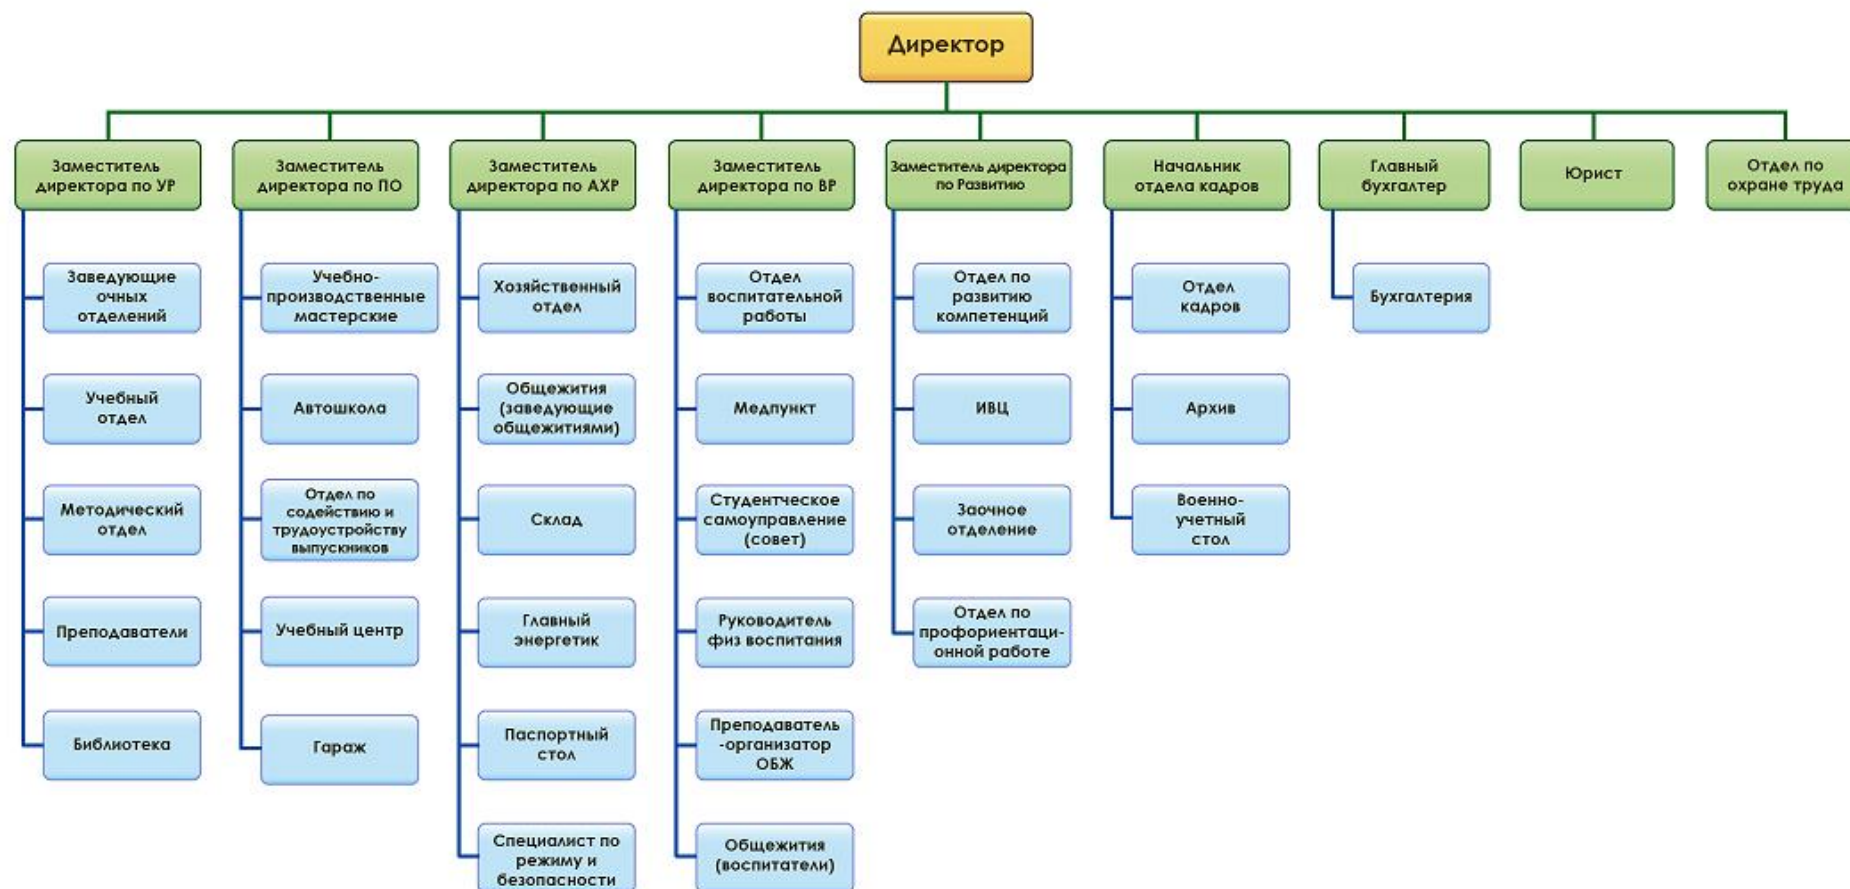 Директор
Заместитель
директора по УР
Заместитель
директора по ПО
Заместитель
директора по АХР
Заместитель
директора по ВР
Заместитель директора
по Развитию
Начальник
отдела кадров
Главный
бухгалтер
Юрист
Отдел по
охране труда
Заведующие
очных
отделений
Учебный
отдел
Методический
отдел
Преподаватели
Библиотека
Учебно-
производственные
мастерские
Автошкола
Отдел по
содействию и
трудоустройству
выпускников
Учебный центр
Гараж
Хозяйственный
отдел
Общежития
(заведующие
общежитиями)
Склад
Главный
энергетик
Паспортный
стол
Специалист по
режиму и
безопасности
Отдел
воспитательной
работы
Медпункт
Студентческое
самоуправление
(совет)
Руководитель
физ воспитания
Преподаватель
-организатор
ОБЖ
Общежития
(воспитатели)
Отдел по
развитию
компетенций
ИВЦ
Заочное
отделение
Отдел по
профориентаци-
онной работе
Отдел
кадров
Архив
Военно-
учетный
стол
Бухгалтерия